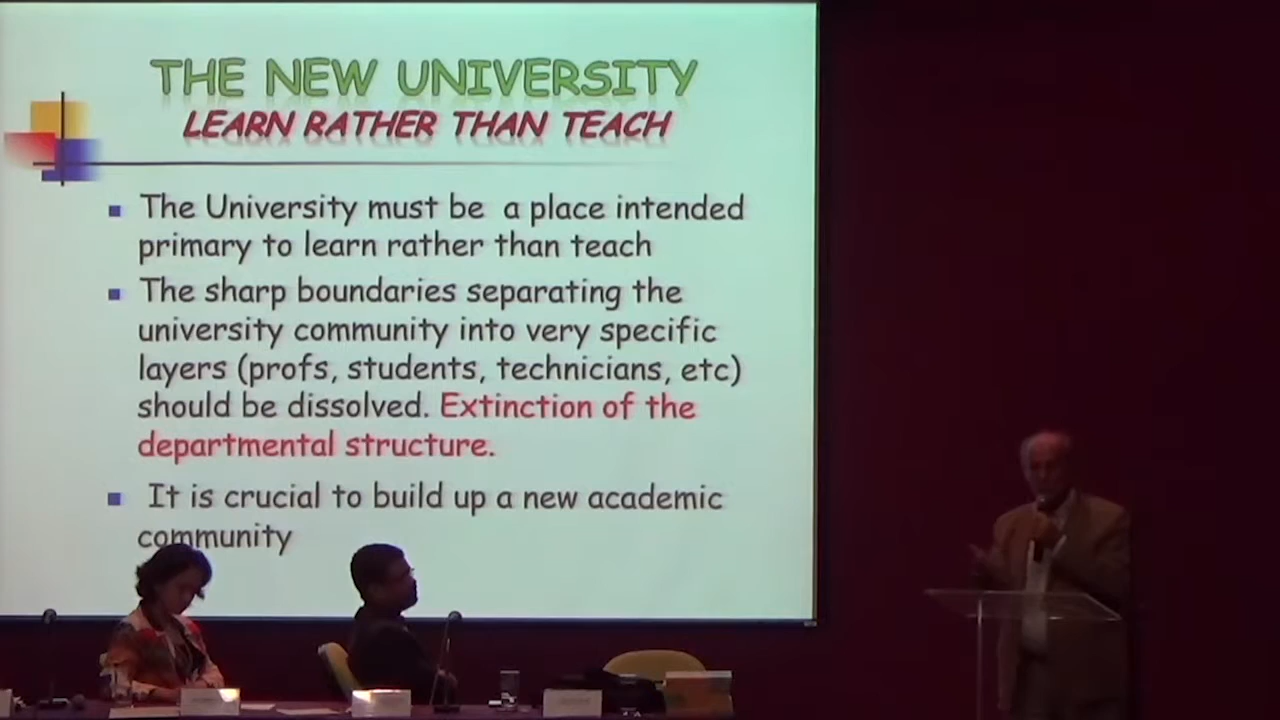 THE NEW UNIVERSITY
LEARN RATHER THAN TEACH
The University must be a place intended
primary to learn rather than teach
The sharp boundaries separating the
university community into very specific
layers (profs, students, technicians, etc)
should be dissolved. Extinction of the
departmental structure.
It is crucial to build up a new academic
community